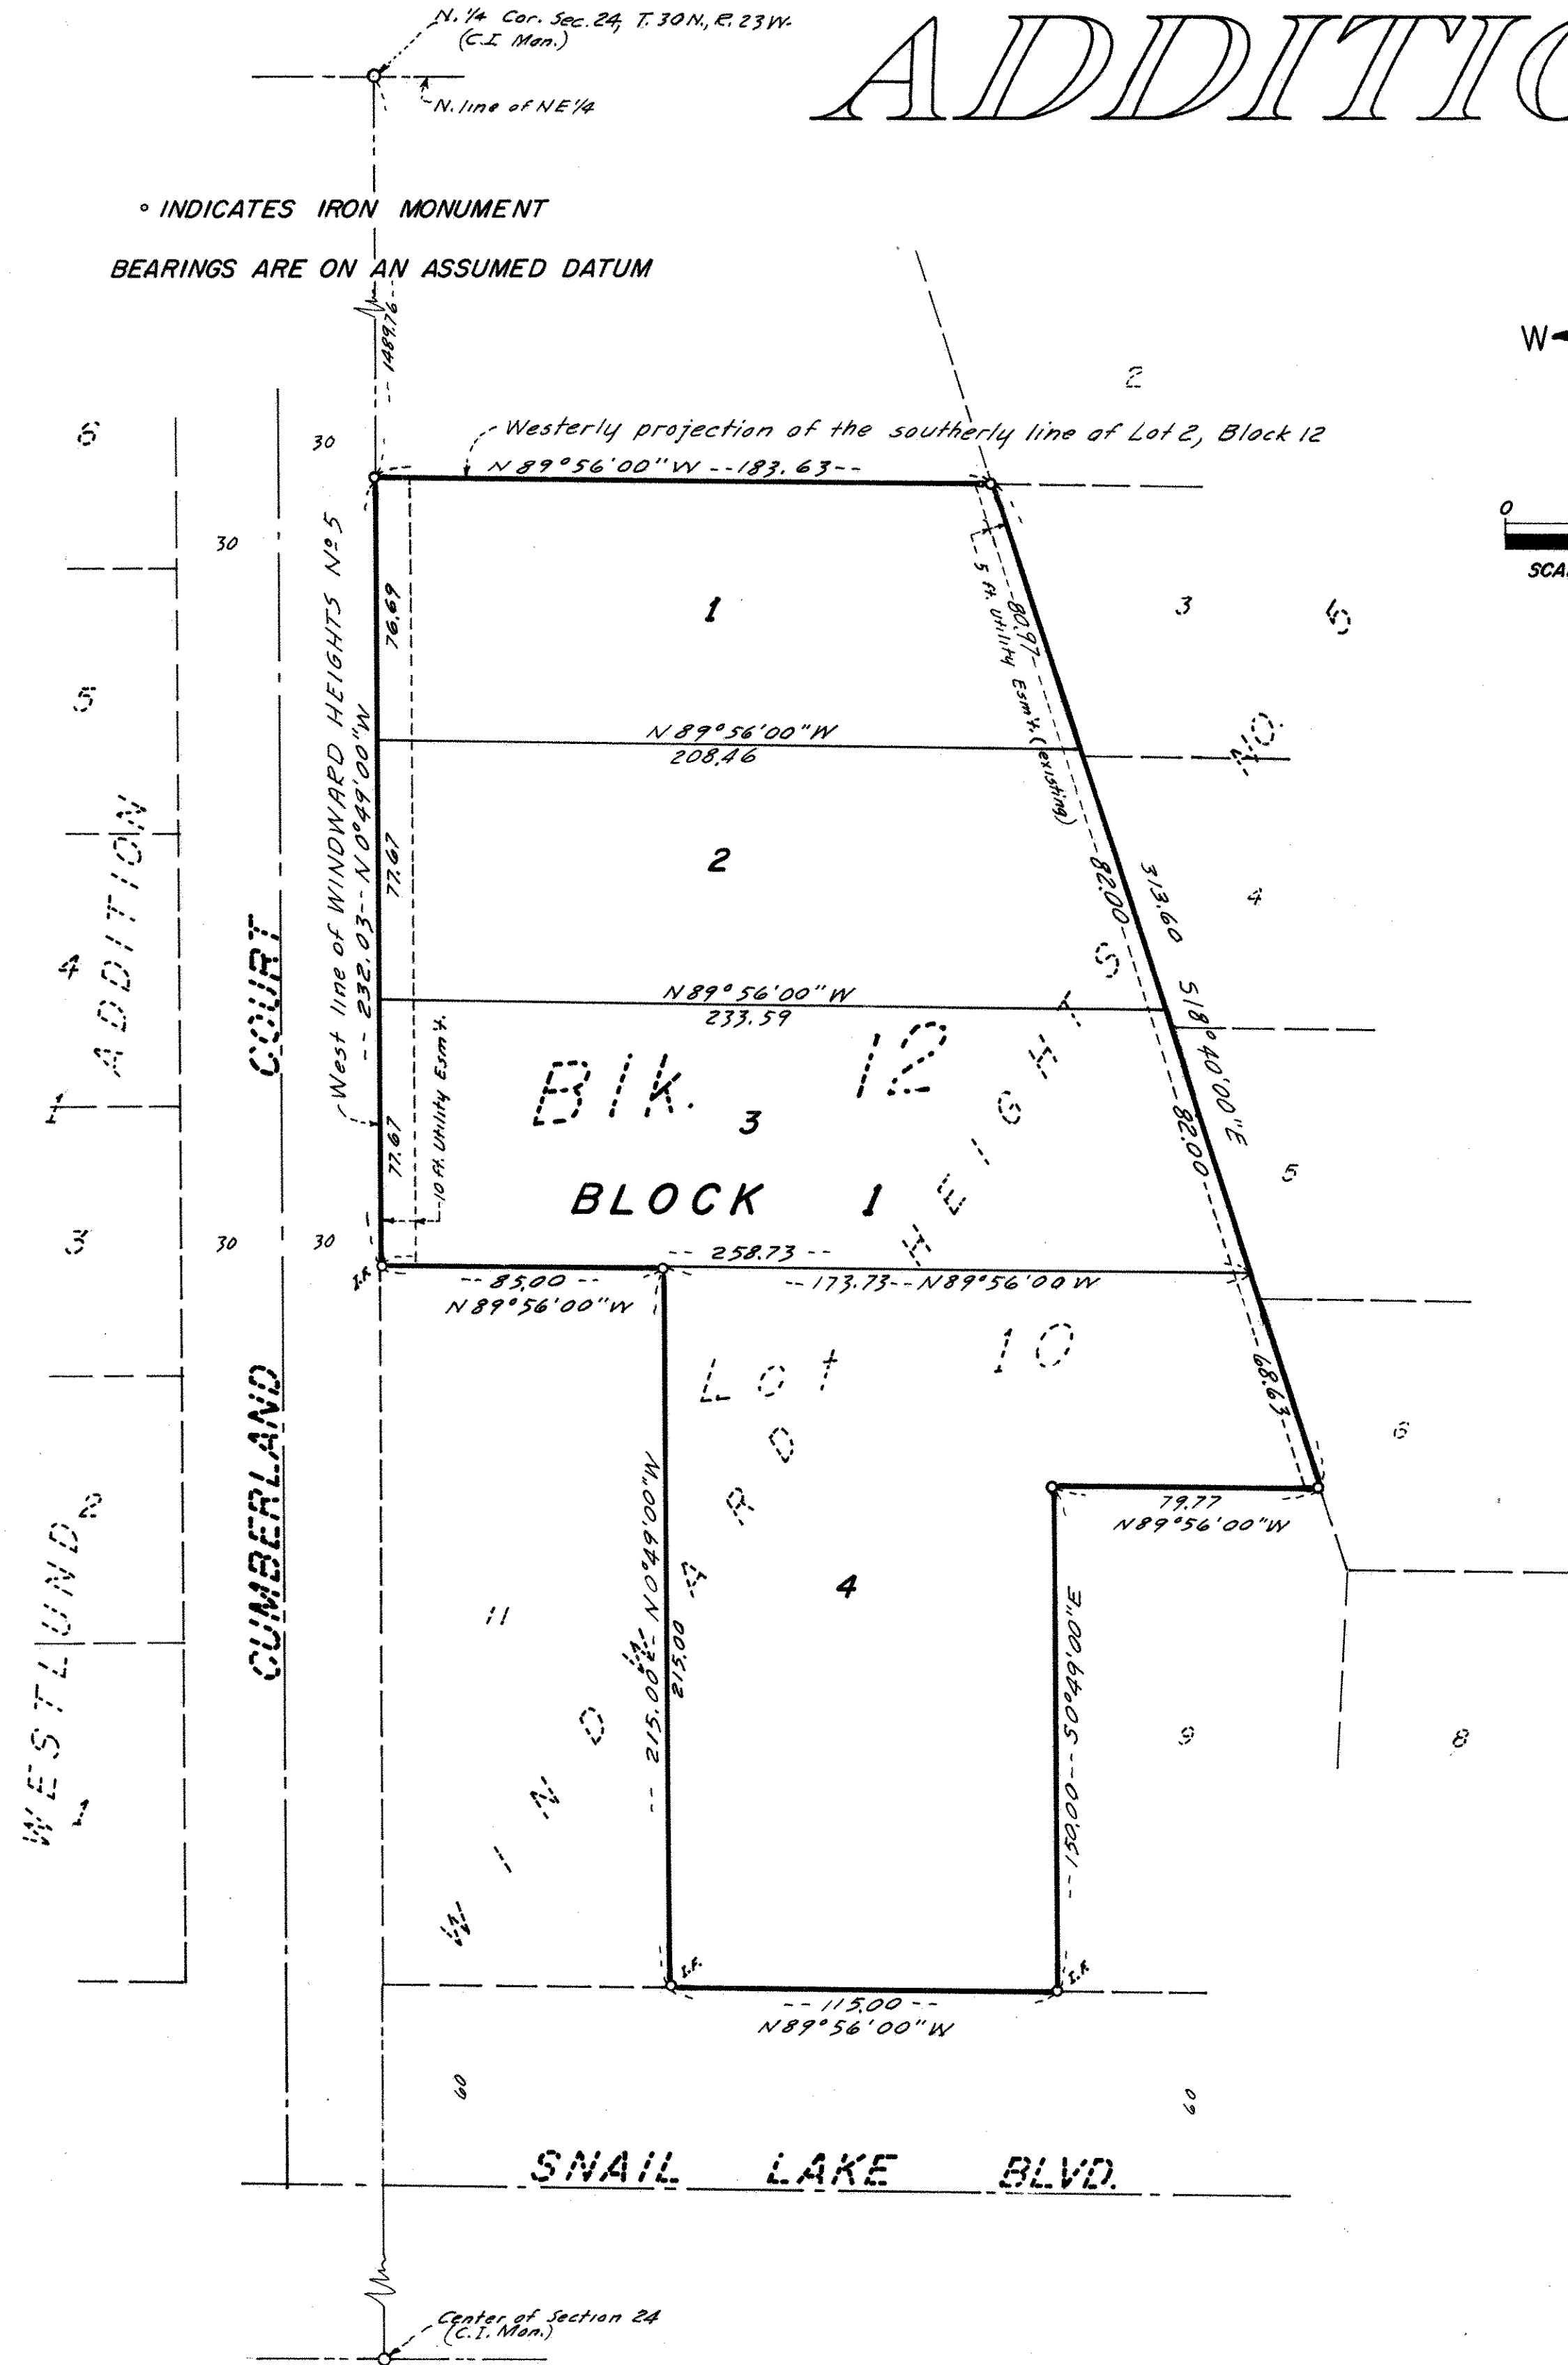 N. 1/4 Cor. Sec. 24, T. 30 N., R. 23 W.
(C.I. Mon.)
ADDITIO
N. line of NE 1/4
° INDICATES IRON MONUMENT
BEARINGS ARE ON AN ASSUMED DATUM
-- 1489.76 --
W
2
6
30
Westerly projection of the southerly line of Lot 2, Block 12
N 89°56'00" W --183.63--
0
SCA
30
West line of WINDWARD HEIGHTS Nº 5
-- 232.03 -- N 0°49'00" W
76.69
1
5 ft. Utility Esm't. (existing)
80.97
3
5
5
N 89°56'00" W
208.46
NO.
ADDITION
77.67
2
82.00
313.60 S18°40'00"E
4
4
COURT
N 89°56'00" W
233.59
10 Ft. Utility Esm't.
Blk. 12
77.67
3
82.00
1
5
BLOCK 1
HEIGHTS
3
30
30
I.F.
-- 85.00 --
N 89°56'00" W
-- 258.73 --
-- 173.73 -- N 89°56'00 W
Lot 10
68.63
CUMBERLAND
WINDWARD
6
79.77
N 89°56'00" W
WESTLUND
2
215.00 -- N 0°49'00" W
215.00
4
150.00 -- S 0°49'00" E
11
9
8
1
I.F.
I.F.
-- 115.00 --
N 89°56'00" W
60
60
SNAIL LAKE BLVD.
Center of Section 24
(C.I. Mon.)